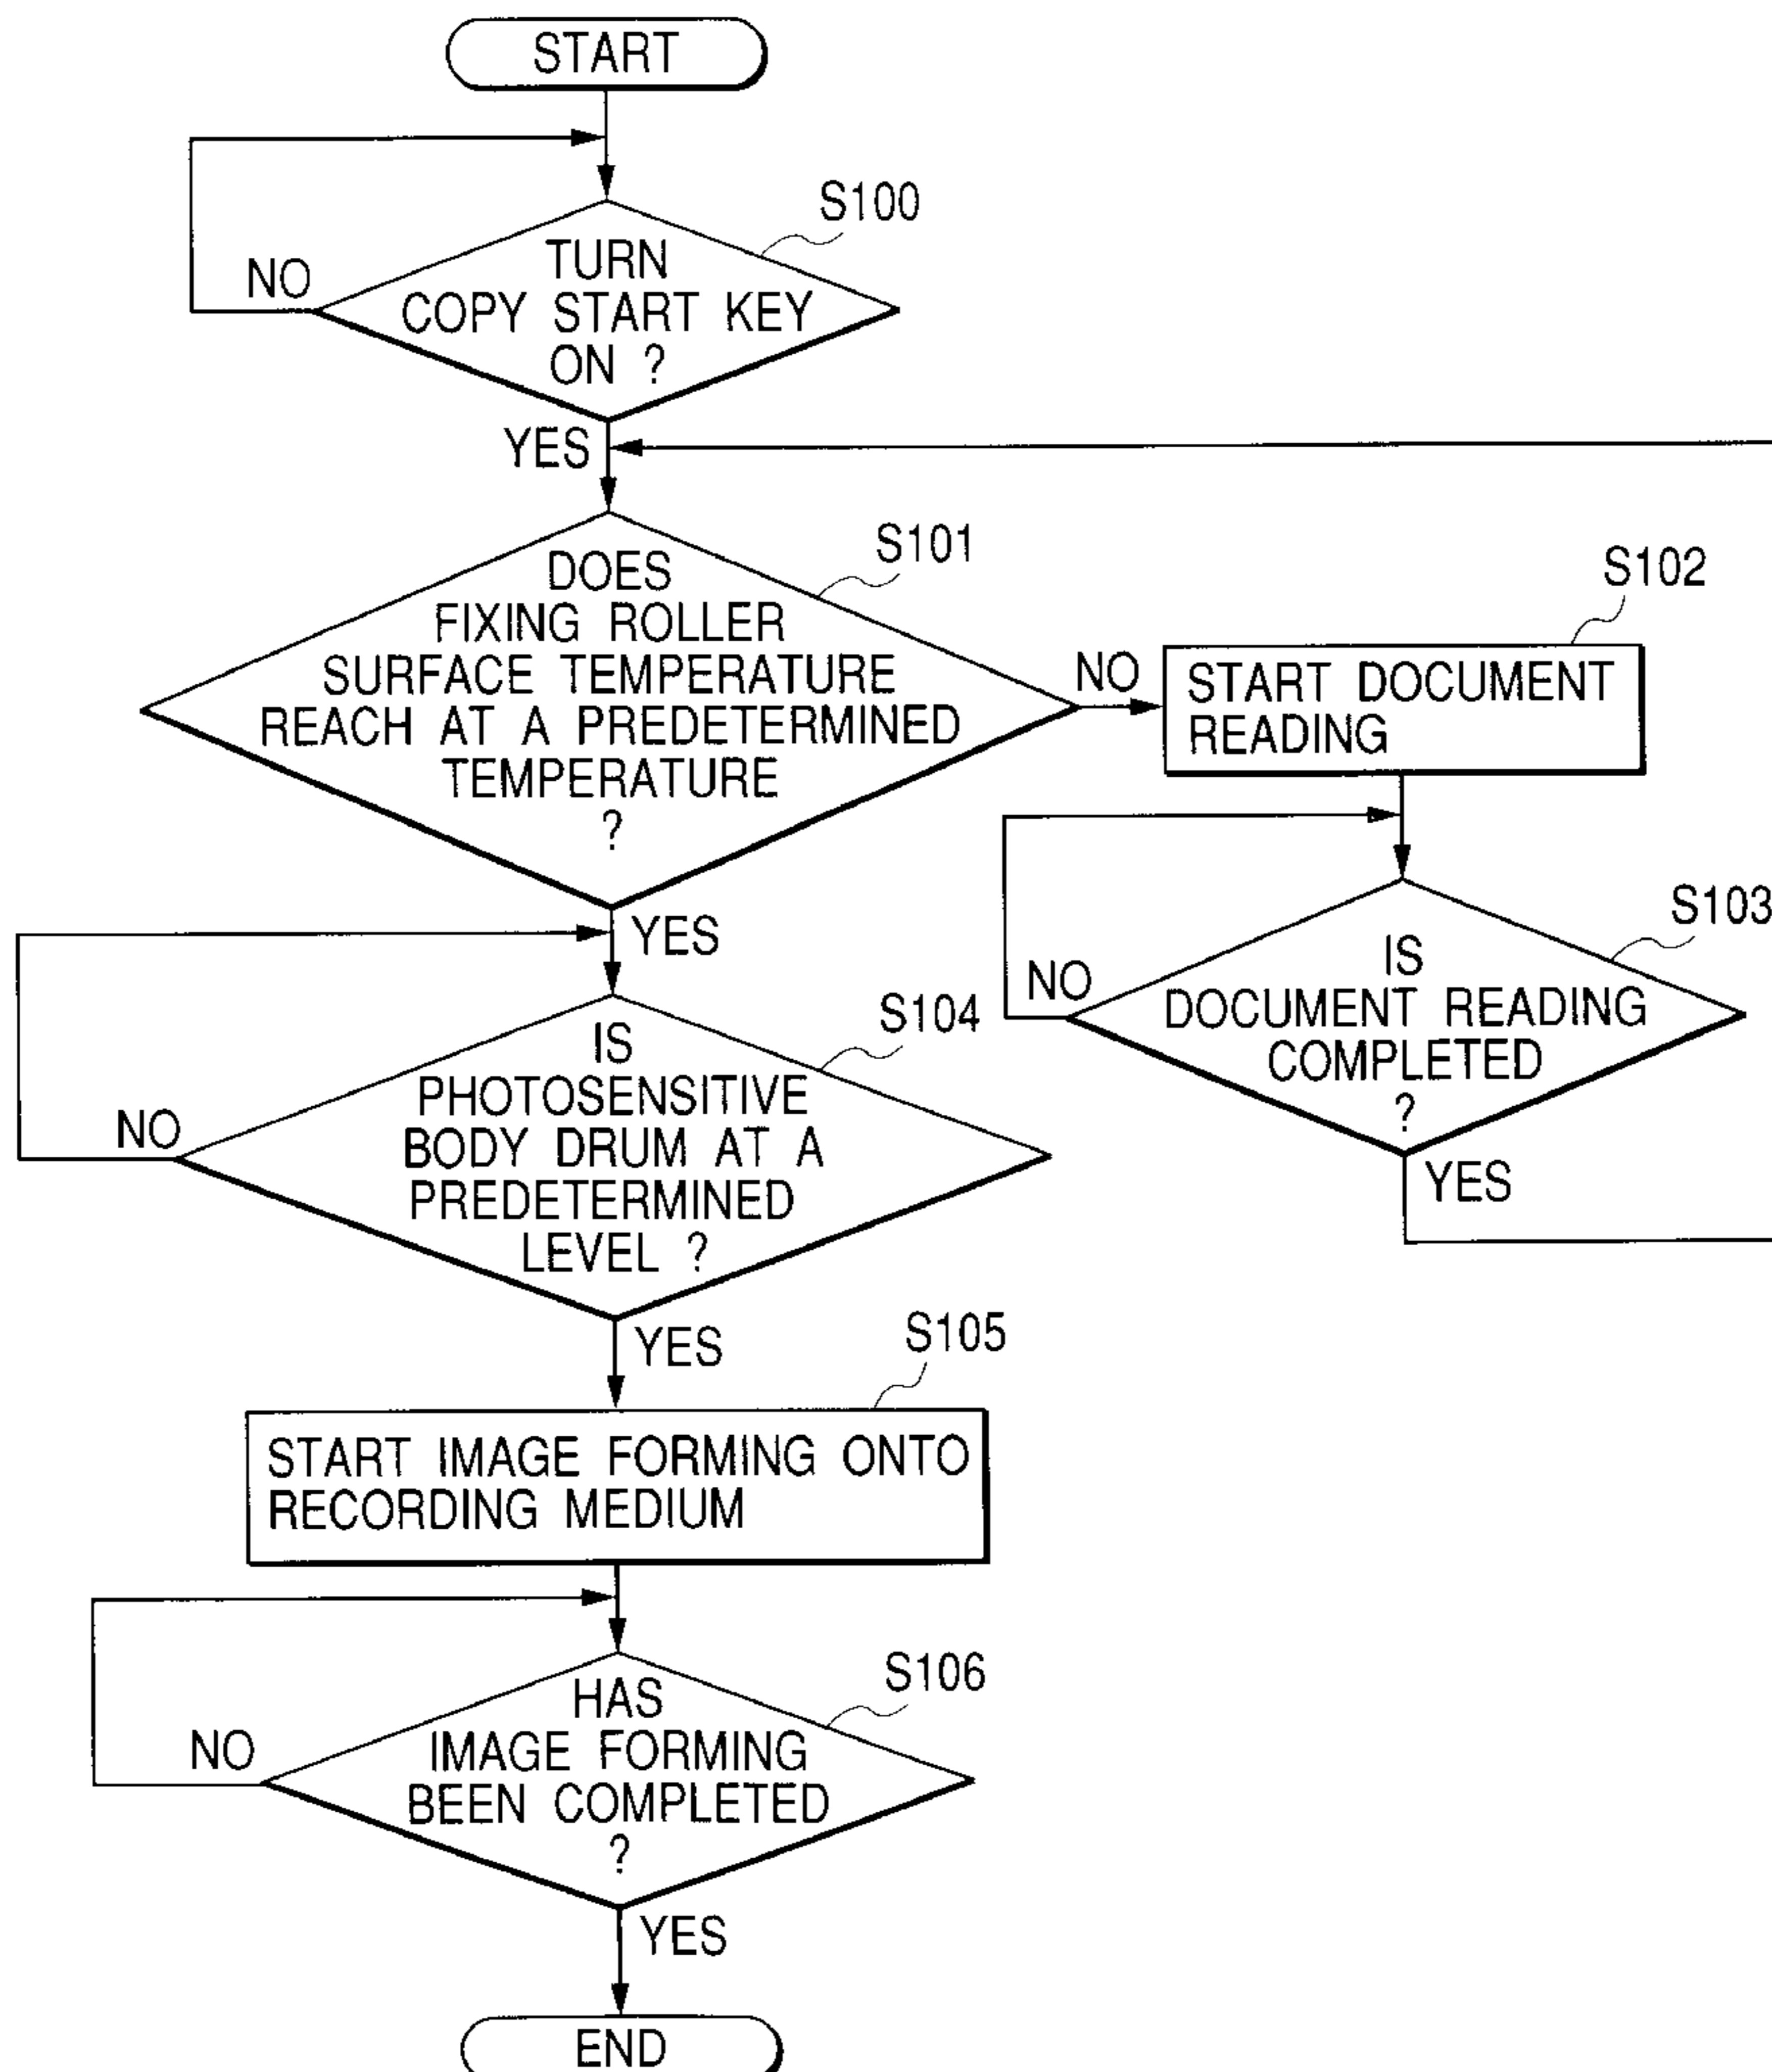 START
S100
TURN
COPY START KEY
ON ?
NO
YES
S101
DOES
FIXING ROLLER
SURFACE TEMPERATURE
REACH AT A PREDETERMINED
TEMPERATURE
?
NO
S102
START DOCUMENT
READING
YES
S103
IS
DOCUMENT READING
COMPLETED
?
NO
YES
S104
IS
PHOTOSENSITIVE
BODY DRUM AT A
PREDETERMINED
LEVEL ?
NO
YES
S105
START IMAGE FORMING ONTO
RECORDING MEDIUM
S106
HAS
IMAGE FORMING
BEEN COMPLETED
?
NO
YES
END